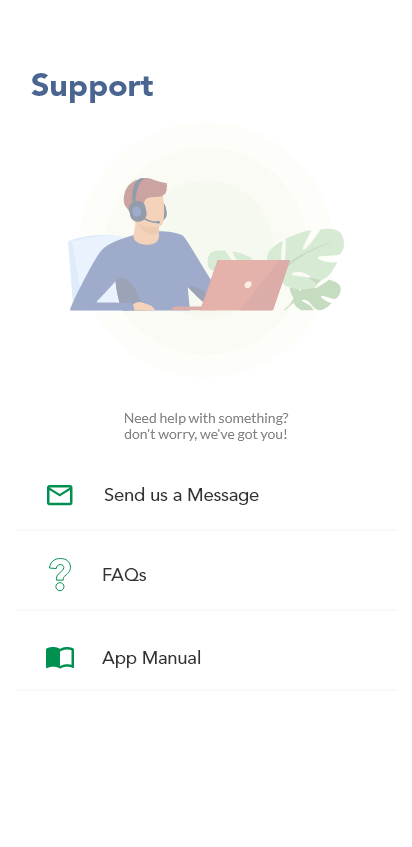 Support
Need help with something?
don't worry, we've got you!
Send us a Message
FAQs
App Manual